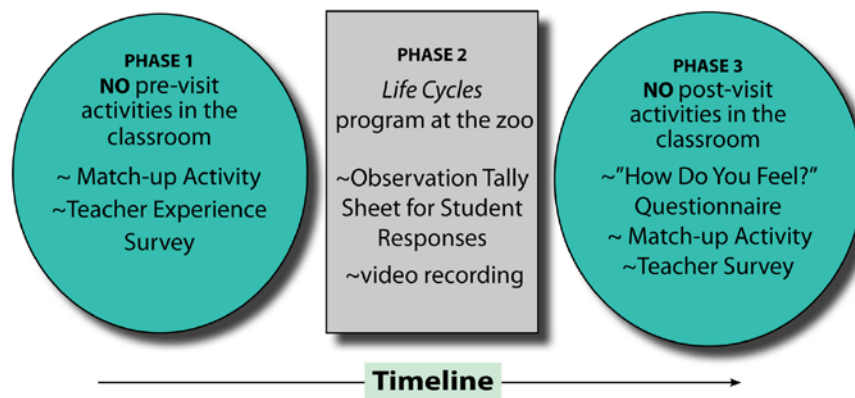 PHASE 1
NO pre-visit
activities in the
classroom
~ Match-up Activity
~Teacher Experience
Survey
PHASE 2
Life Cycles
program at the zoo
~Observation Tally
Sheet for Student
Responses
~video recording
PHASE 3
NO post-visit
activities in the
classroom
~"How Do You Feel?"
Questionnaire
~ Match-up Activity
~Teacher Survey
Timeline